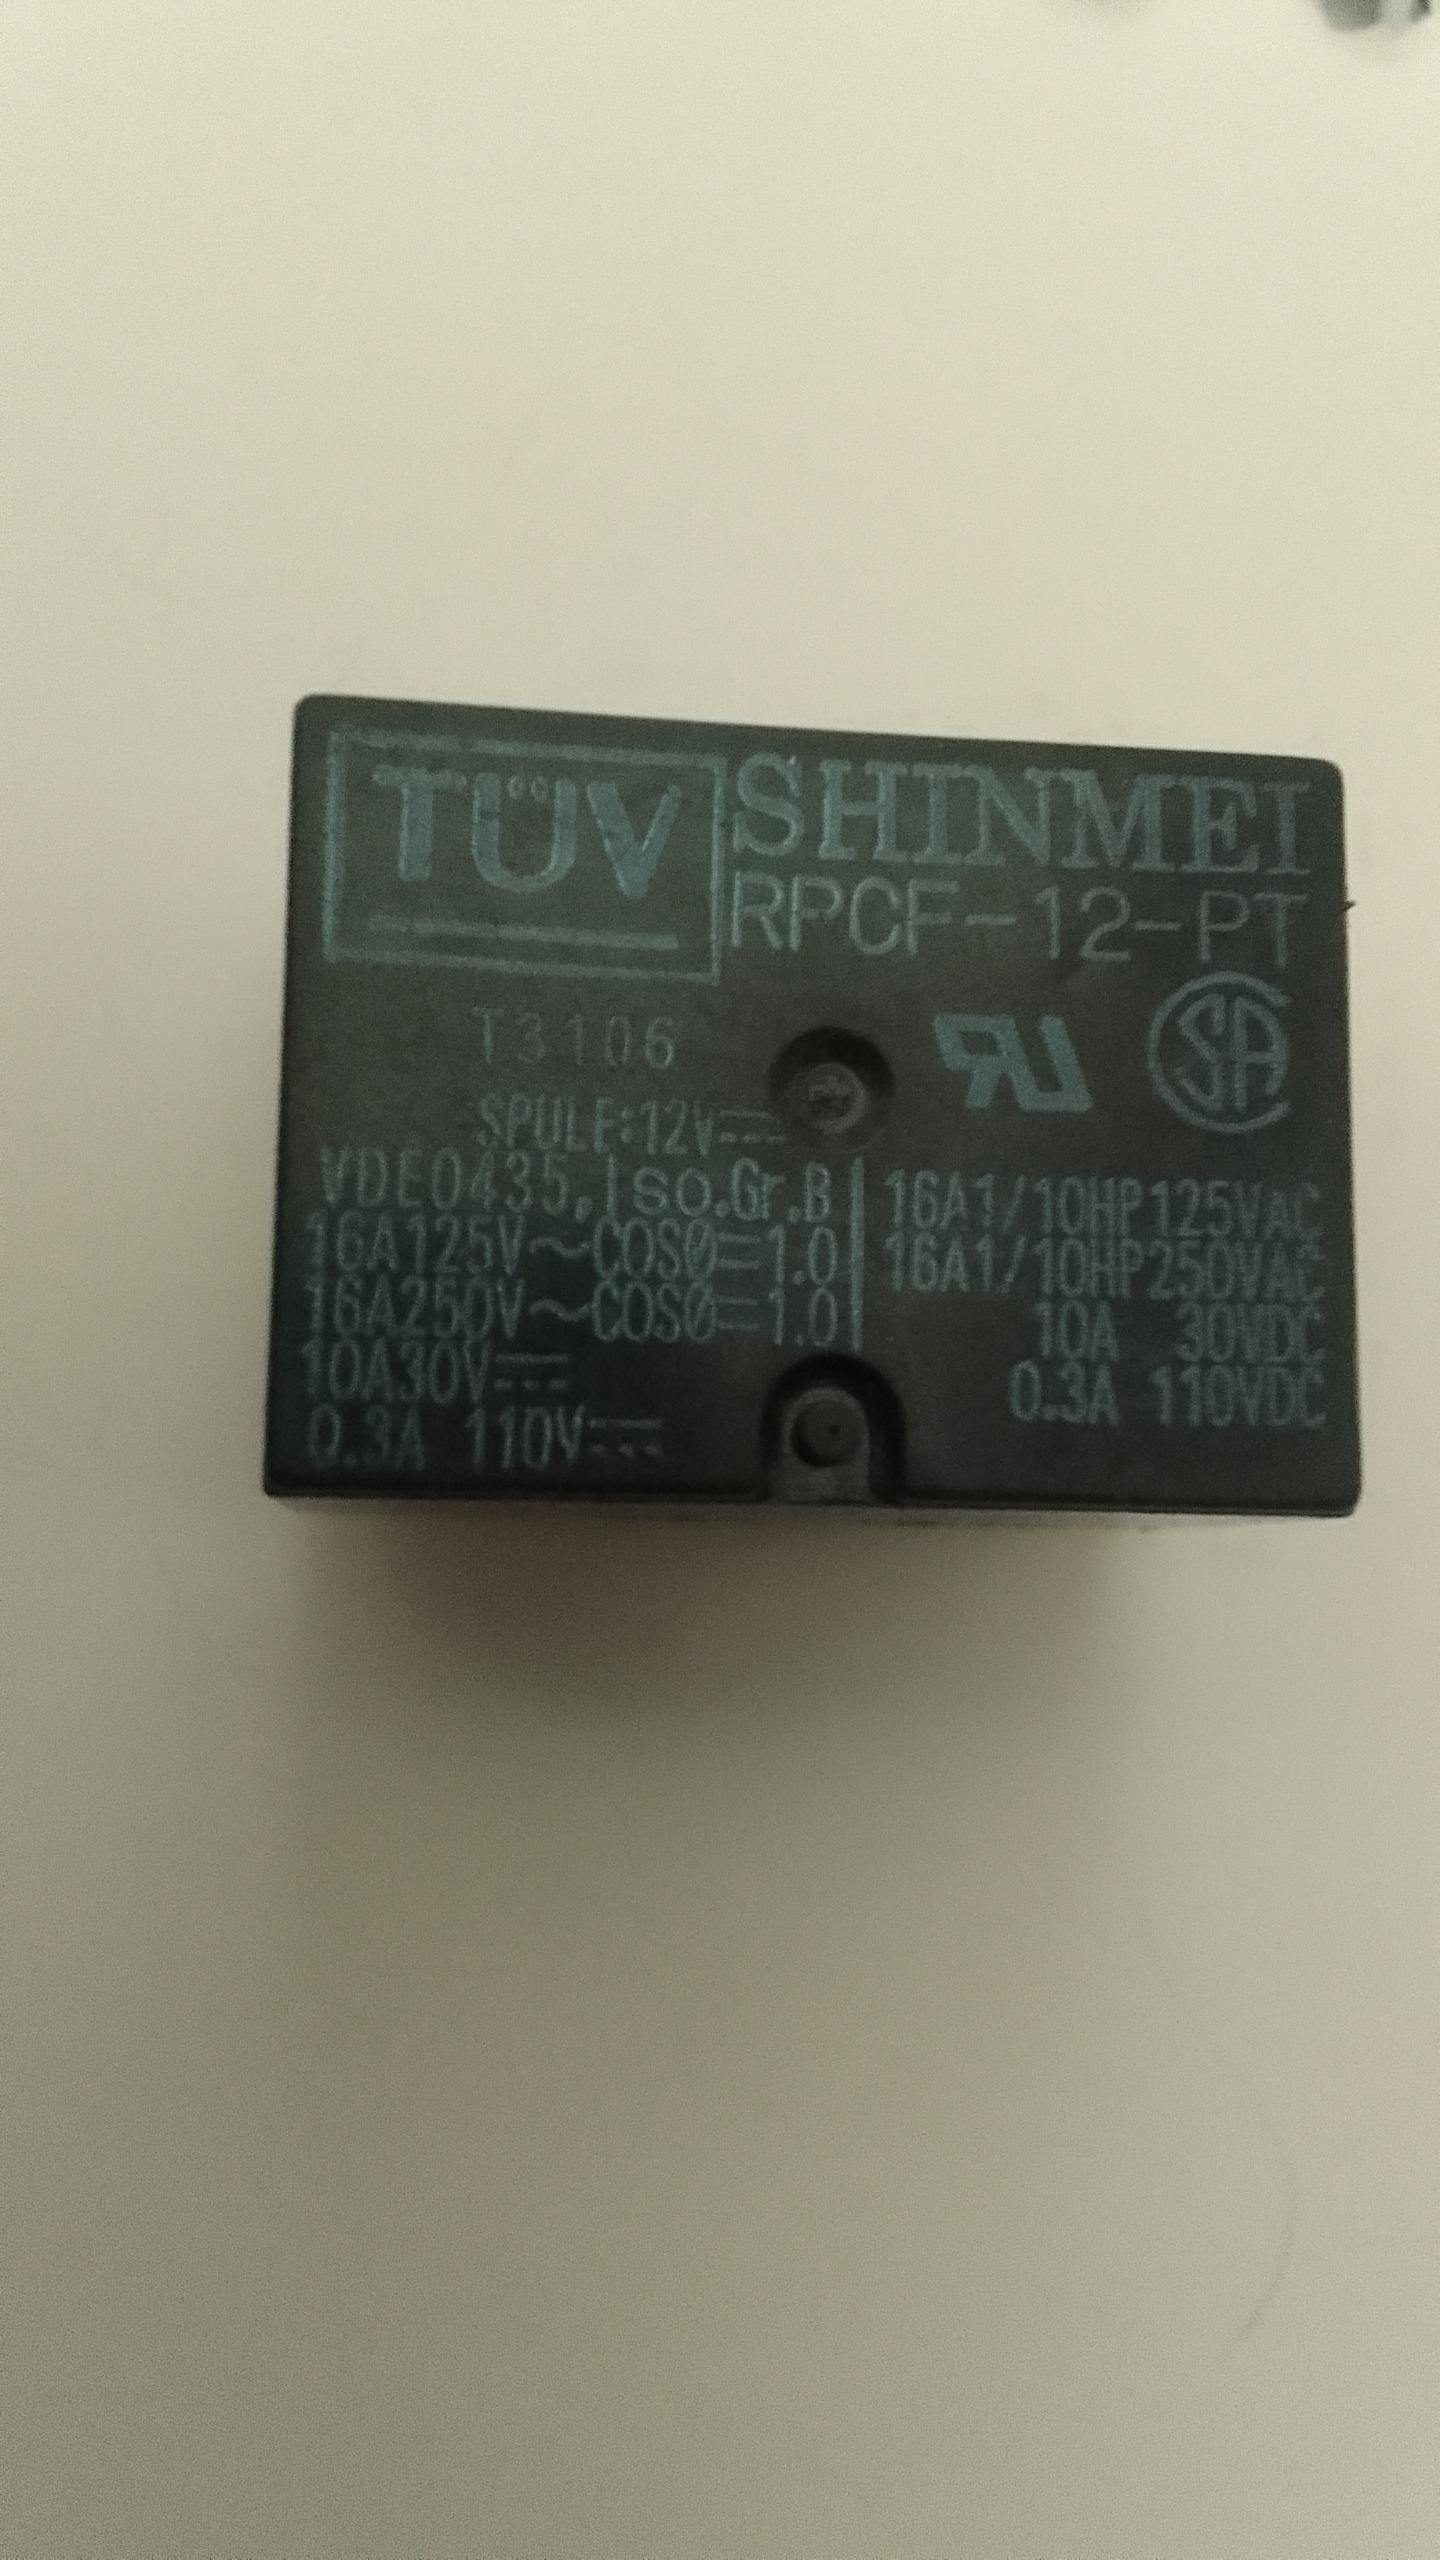 TÜV
SHINMEI
RPCF-12-PT
T3106
SPULE:12V⎓
VDE0435,Iso.Gr.B
16A125V~COSØ=1.0
16A250V~COSØ=1.0
10A30V⎓
0.3A 110V⎓
16A1/10HP125VAC
16A1/10HP250VAC
10A 30VDC
0.3A 110VDC